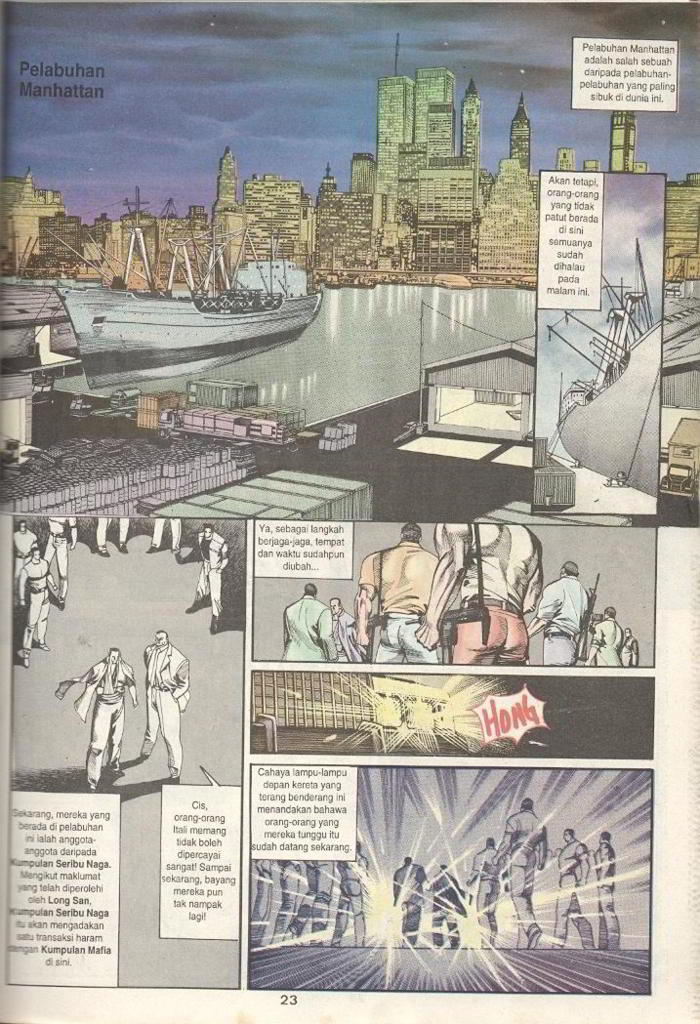 Pelabuhan
Manhattan
Pelabuhan Manhattan
adalah salah sebuah
daripada pelabuhan-
pelabuhan yang paling
sibuk di dunia ini.
Akan tetapi,
orang-orang
yang tidak
patut berada
di sini
semuanya
sudah
dihalau
pada
malam ini.
Ya, sebagai langkah
berjaga-jaga, tempat
dan waktu sudahpun
diubah...
HONG
Sekarang, mereka yang
berada di pelabuhan
ini ialah anggota-
anggota daripada
Kumpulan Seribu Naga.
Mengikut maklumat
yang telah diperolehi
oleh Long San,
Kumpulan Seribu Naga
itu akan mengadakan
satu transaksi haram
dengan Kumpulan Mafia
di sini.
Cis,
orang-orang
Itali memang
tidak boleh
dipercayai
sangat! Sampai
sekarang, bayang
mereka pun
tak nampak
lagi!
Cahaya lampu-lampu
depan kereta yang
terang benderang ini
menandakan bahawa
orang-orang yang
mereka tunggu itu
sudah datang sekarang.
23